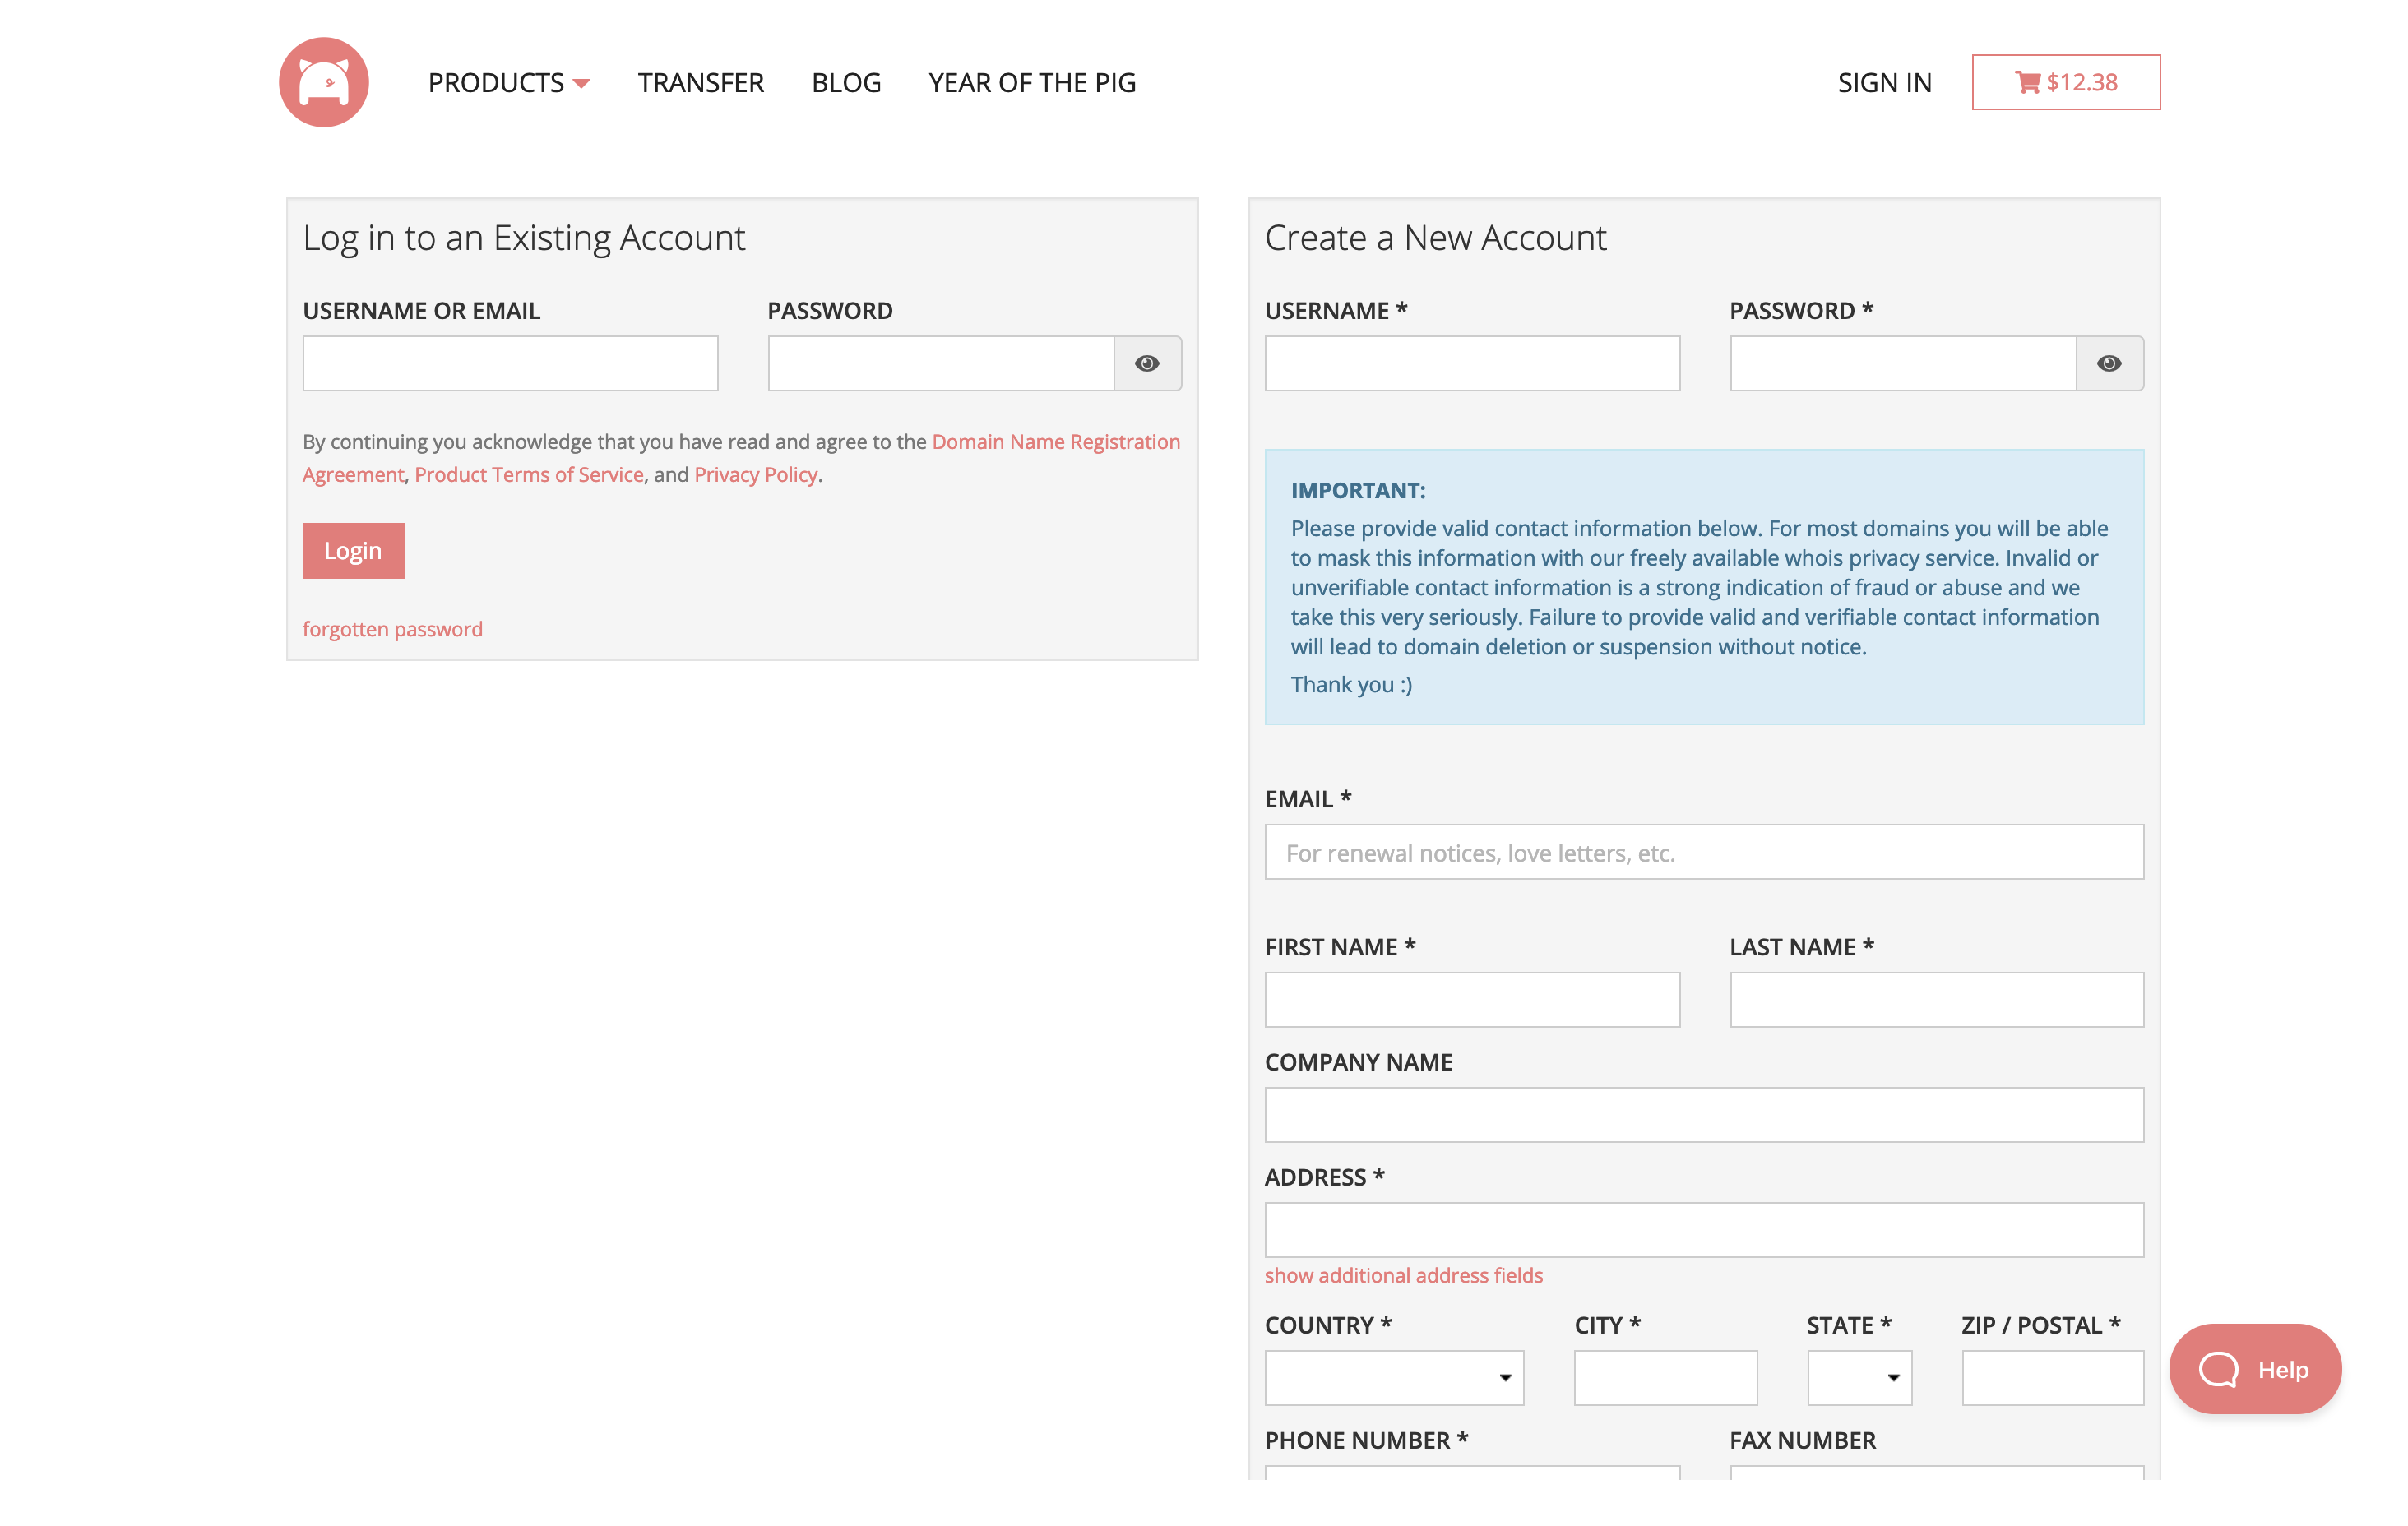 PRODUCTS
TRANSFER
BLOG
YEAR OF THE PIG
SIGN IN
$12.38
Log in to an Existing Account
USERNAME OR EMAIL
PASSWORD
By continuing you acknowledge that you have read and agree to the Domain Name Registration
Agreement, Product Terms of Service, and Privacy Policy.
Login
forgotten password
Create a New Account
USERNAME *
PASSWORD *
IMPORTANT:
Please provide valid contact information below. For most domains you will be able
to mask this information with our freely available whois privacy service. Invalid or
unverifiable contact information is a strong indication of fraud or abuse and we
take this very seriously. Failure to provide valid and verifiable contact information
will lead to domain deletion or suspension without notice.
Thank you :)
EMAIL *
For renewal notices, love letters, etc.
FIRST NAME *
LAST NAME *
COMPANY NAME
ADDRESS *
show additional address fields
COUNTRY *
CITY *
STATE *
ZIP / POSTAL *
PHONE NUMBER *
FAX NUMBER
Help